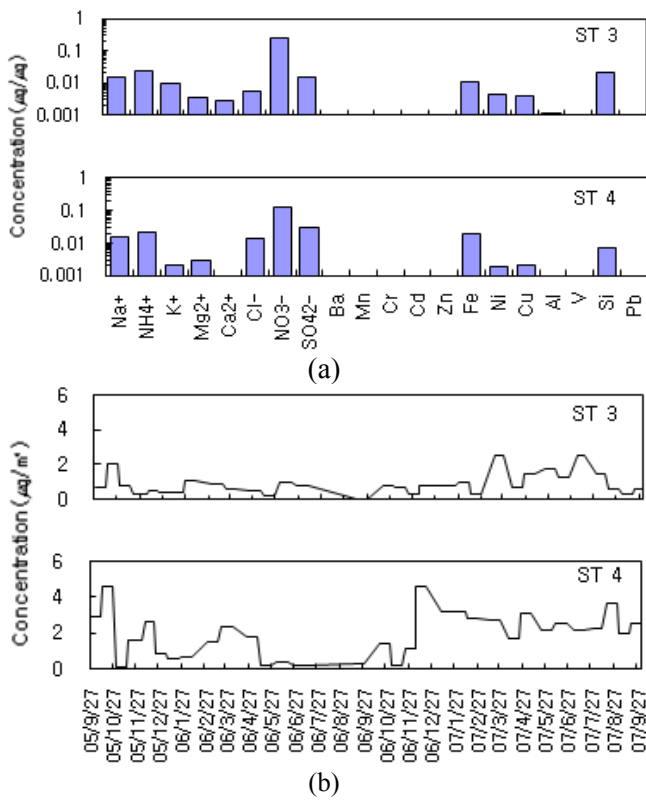 Concentration (μg/μg)
ST 3
1
0.1
0.01
0.001
ST 4
1
0.1
0.01
0.001
Na+ NH4+ K+ Mg2+ Ca2+ Cl- NO3- SO42- Ba Mn Cr Cd Zn Fe Ni Cu Al V Si Pb
(a)
Concentration (μg/m³)
ST 3
6
4
2
0
ST 4
6
4
2
0
05/9/27 05/10/27 05/11/27 05/12/27 06/1/27 06/2/27 06/3/27 06/4/27 06/5/27 06/6/27 06/7/27 06/8/27 06/9/27 06/10/27 06/11/27 06/12/27 07/1/27 07/2/27 07/3/27 07/4/27 07/5/27 07/6/27 07/7/27 07/8/27 07/9/27
(b)